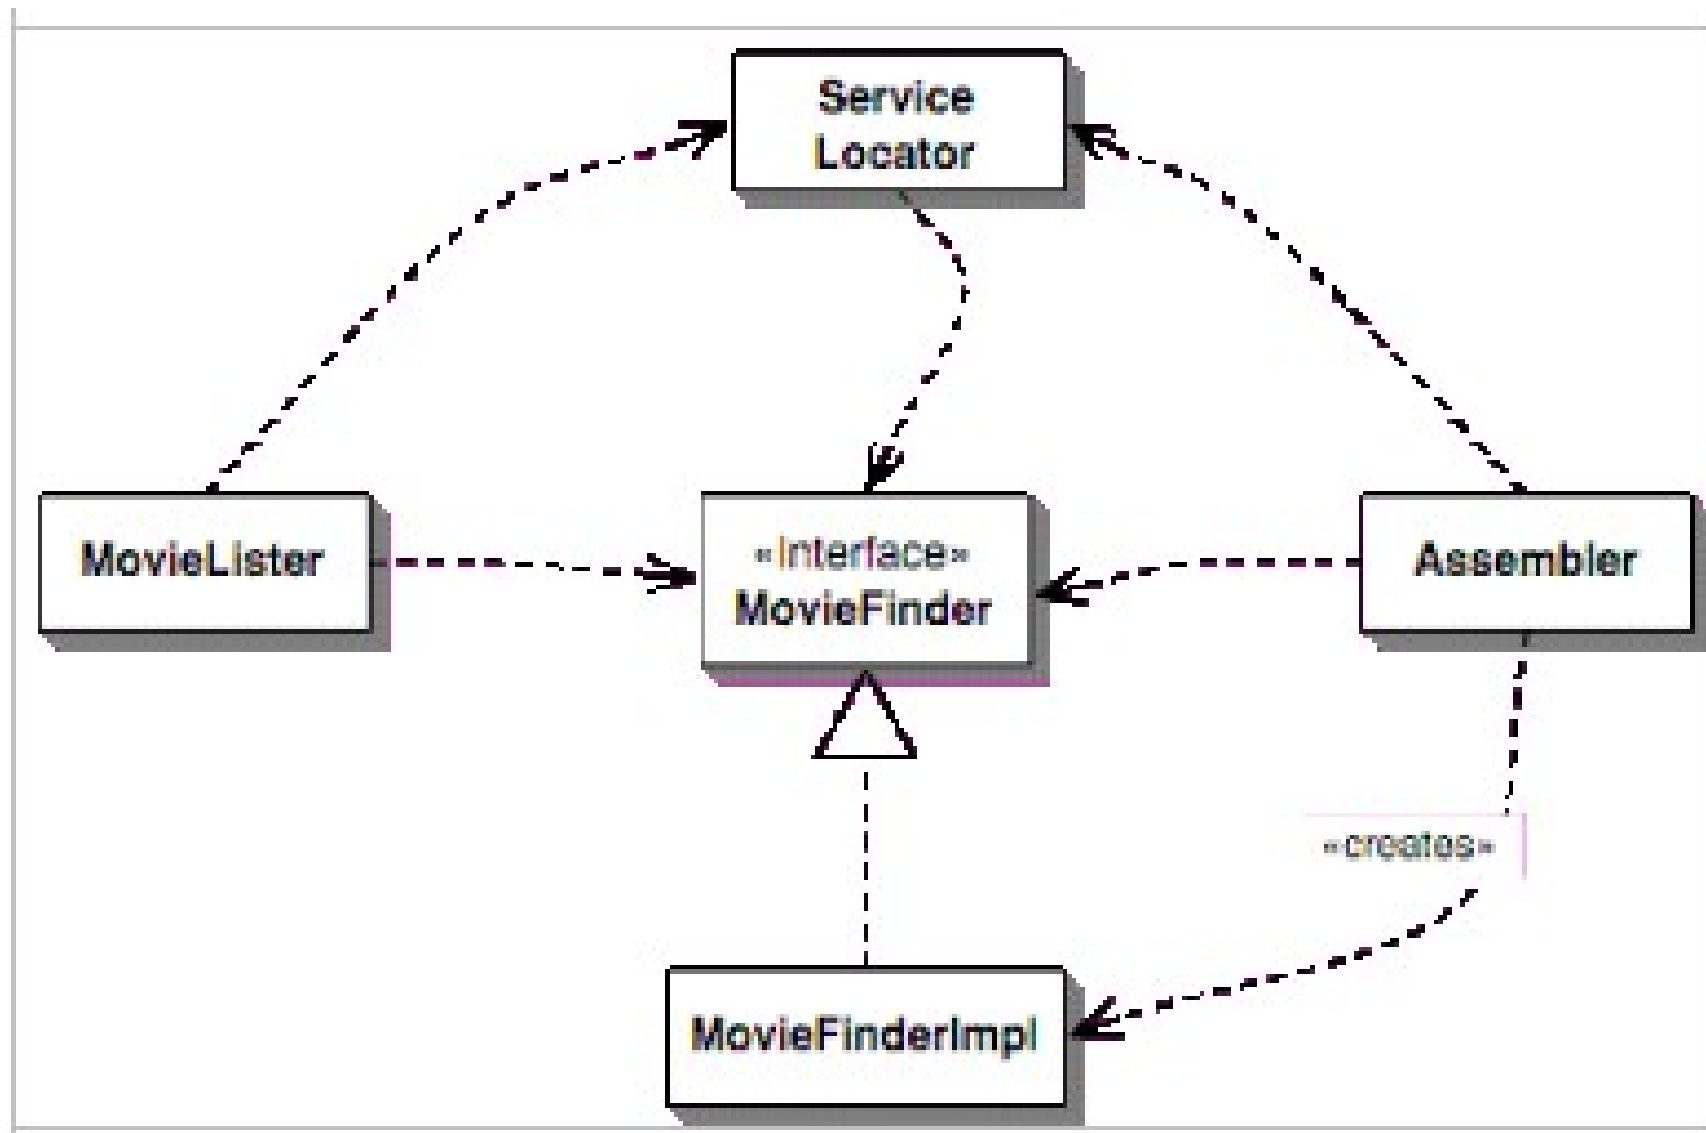 Service
Locator
MovieLister
«interface»
MovieFinder
Assembler
«creates»
MovieFinderImpl